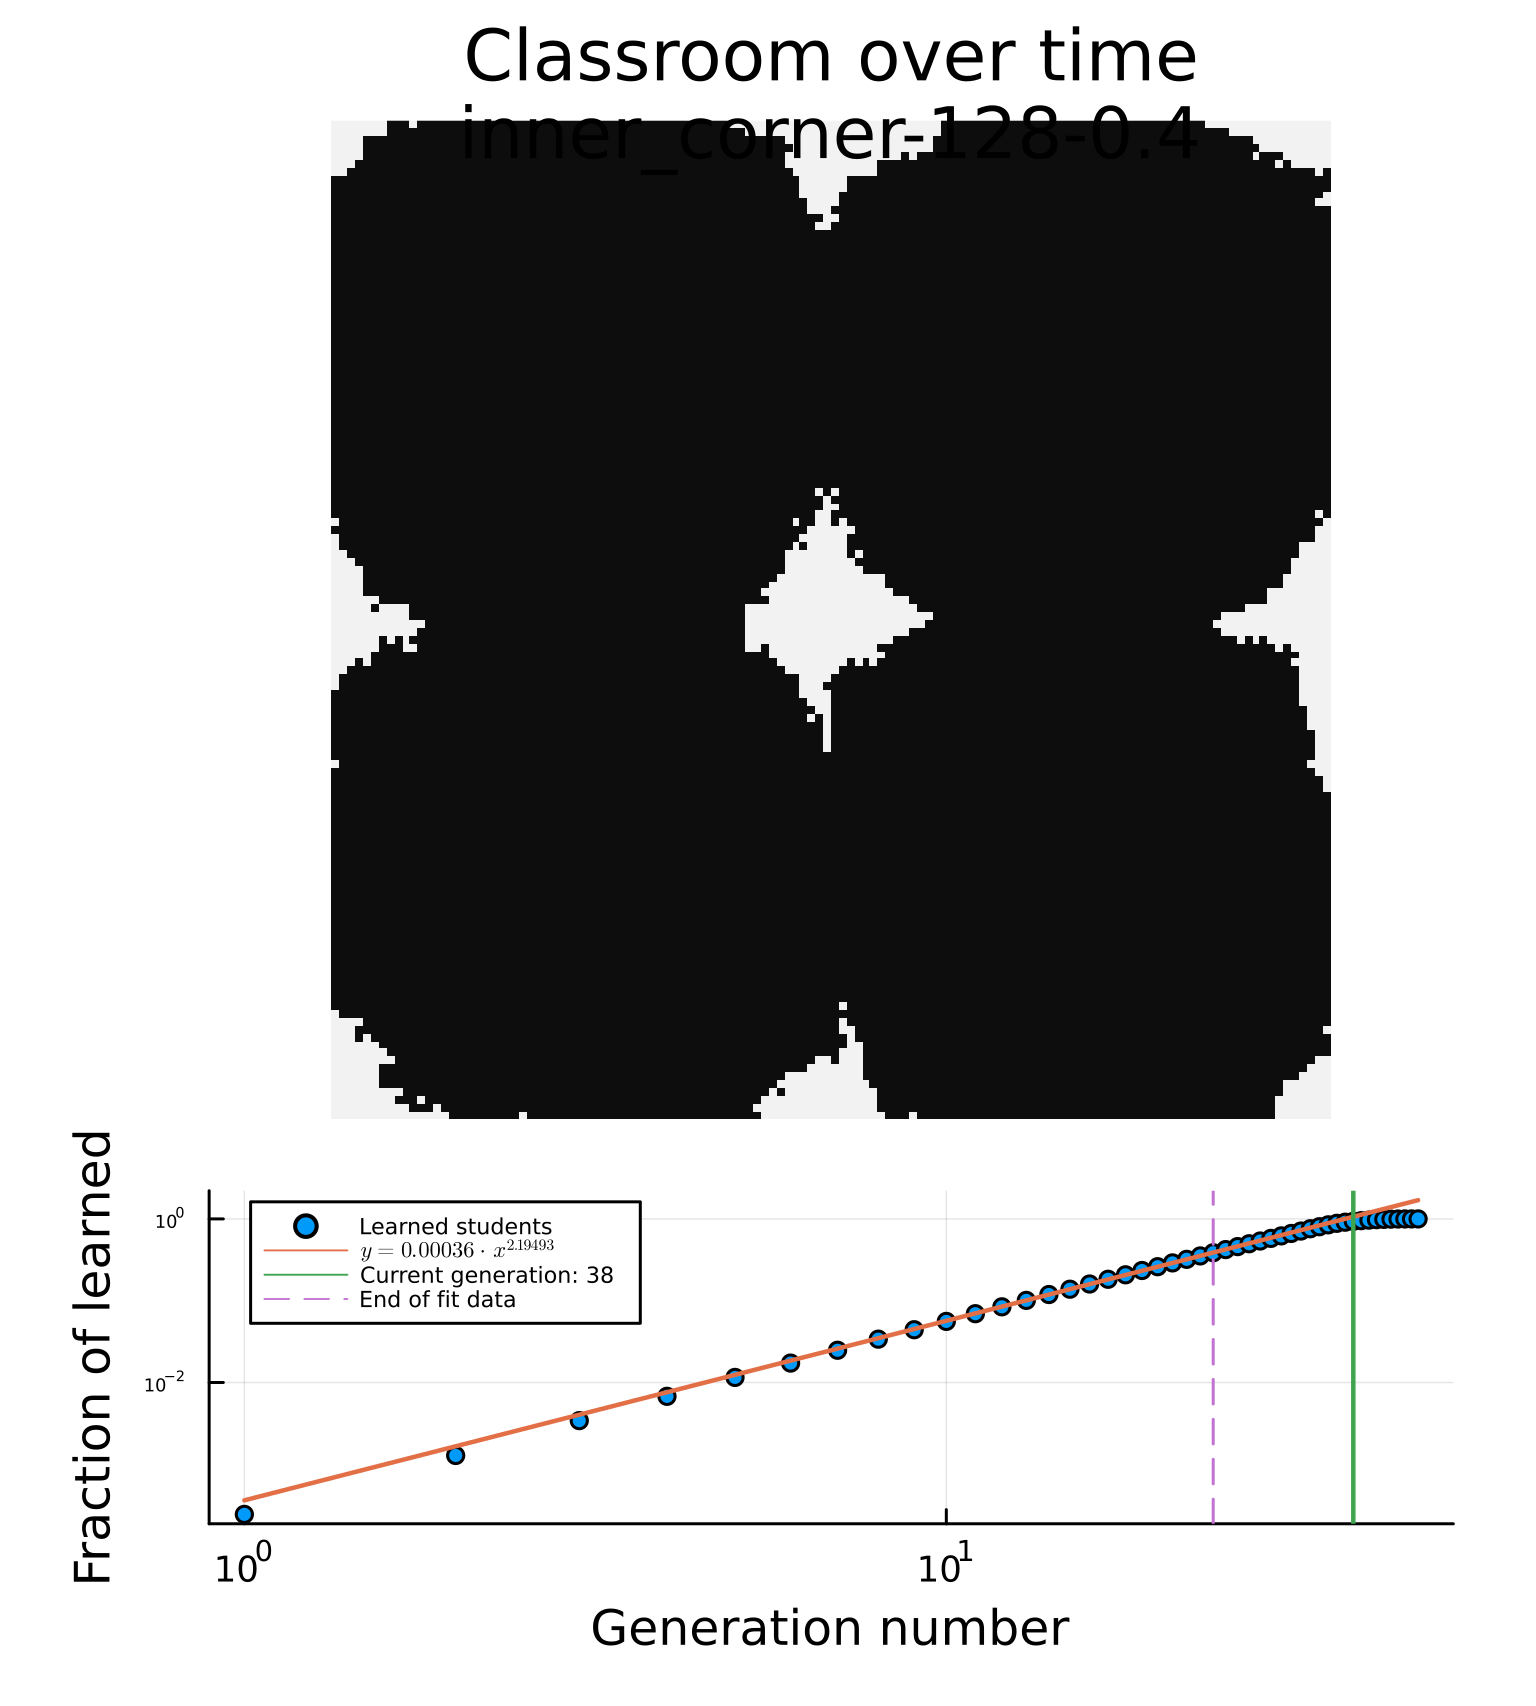 Classroom over time
inner_corner-128-0.4
Fraction of learned
10⁰
10⁻²
Learned students
y = 0.00036 · x^2.19493
Current generation: 38
End of fit data
10⁰
10¹
Generation number